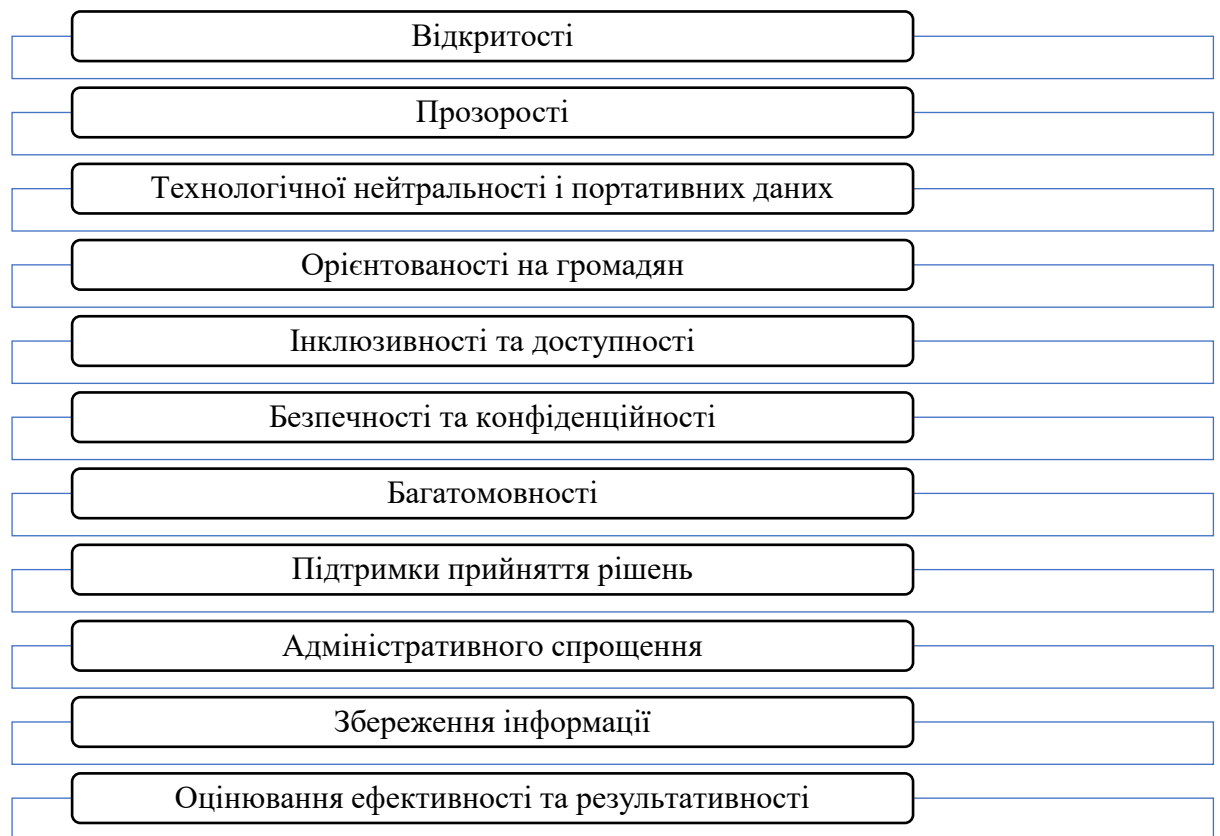 Відкритості
Прозорості
Технологічної нейтральності і портативних даних
Орієнтованості на громадян
Інклюзивності та доступності
Безпечності та конфіденційності
Багатомовності
Підтримки прийняття рішень
Адміністративного спрощення
Збереження інформації
Оцінювання ефективності та результативності